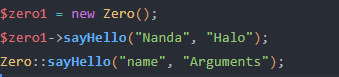 $zero1 = new Zero();
$zero1->sayHello("Nanda", "Halo");
Zero::sayHello("name", "Arguments");